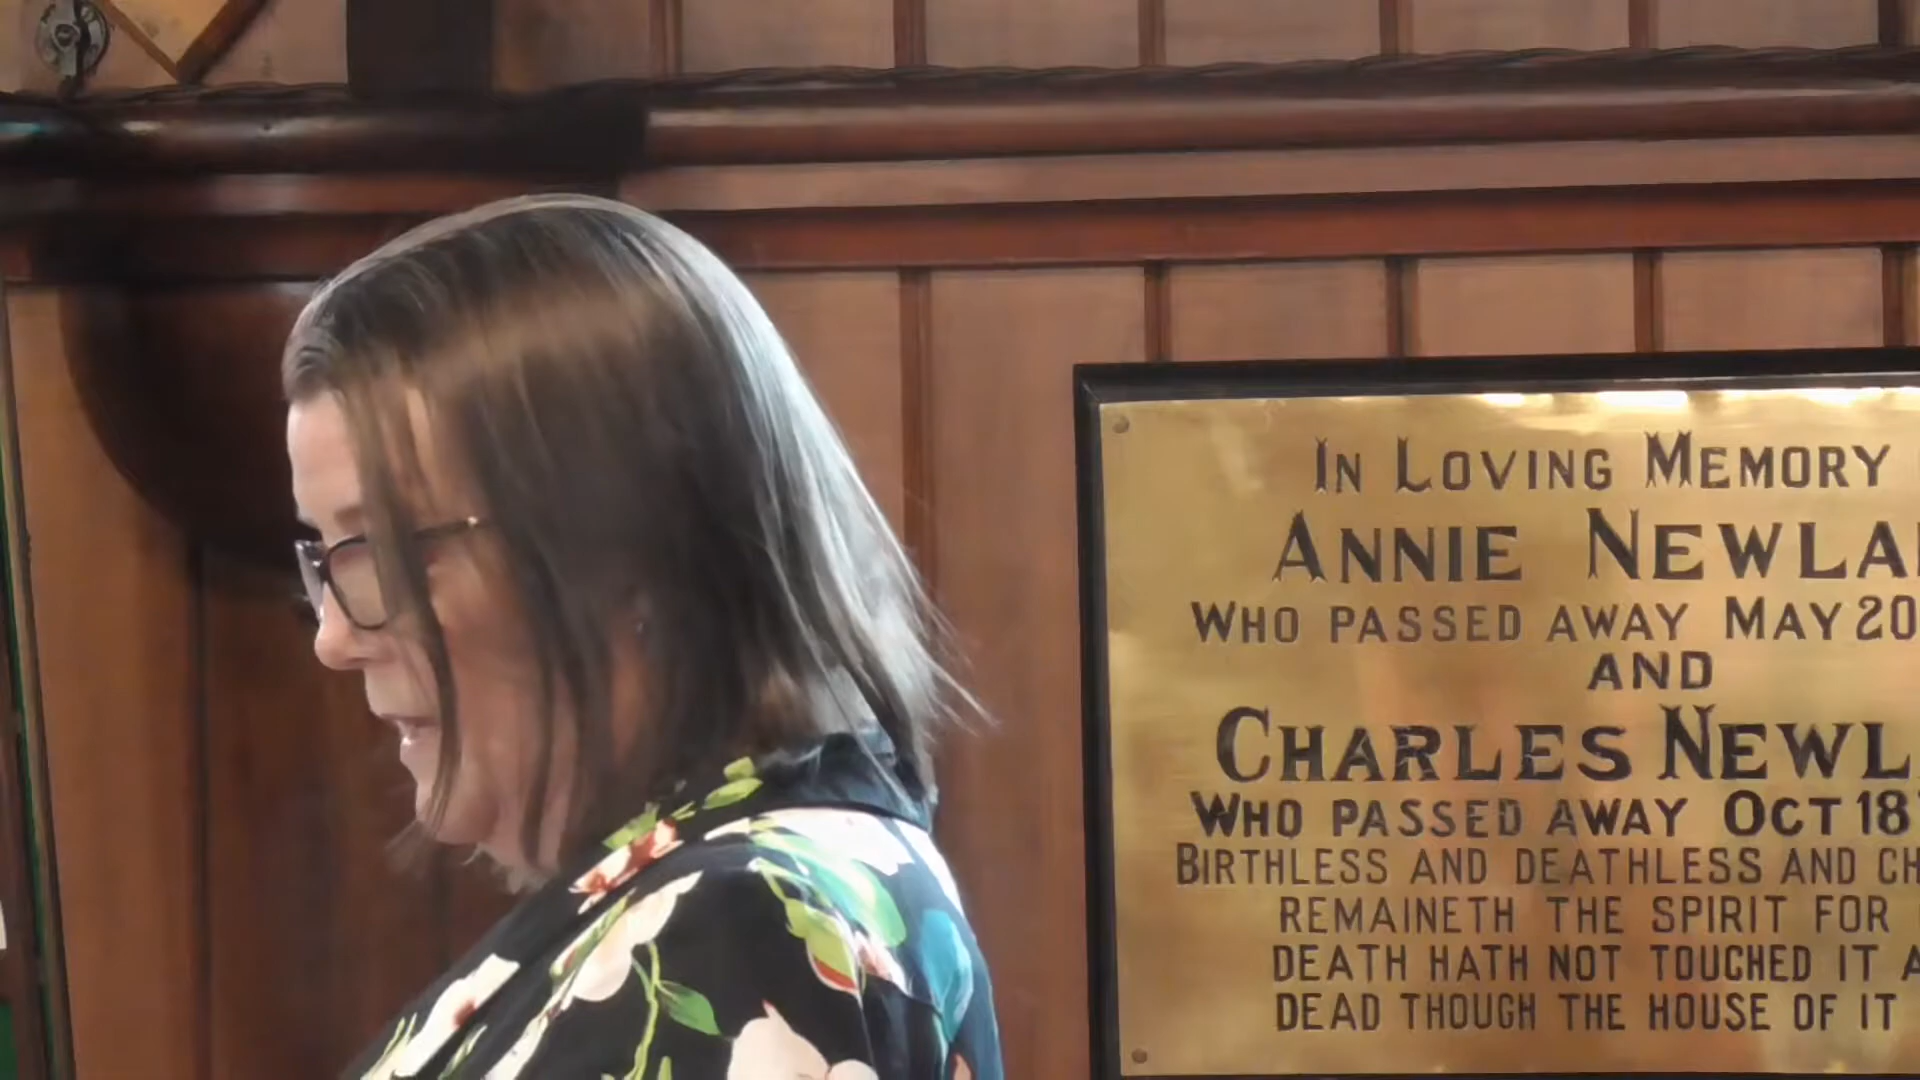 IN LOVING MEMORY
ANNIE NEWLA
WHO PASSED AWAY MAY 20
AND
CHARLES NEWL
WHO PASSED AWAY OCT 18
BIRTHLESS AND DEATHLESS AND CH
REMAINETH THE SPIRIT FOR
DEATH HATH NOT TOUCHED IT A
DEAD THOUGH THE HOUSE OF IT